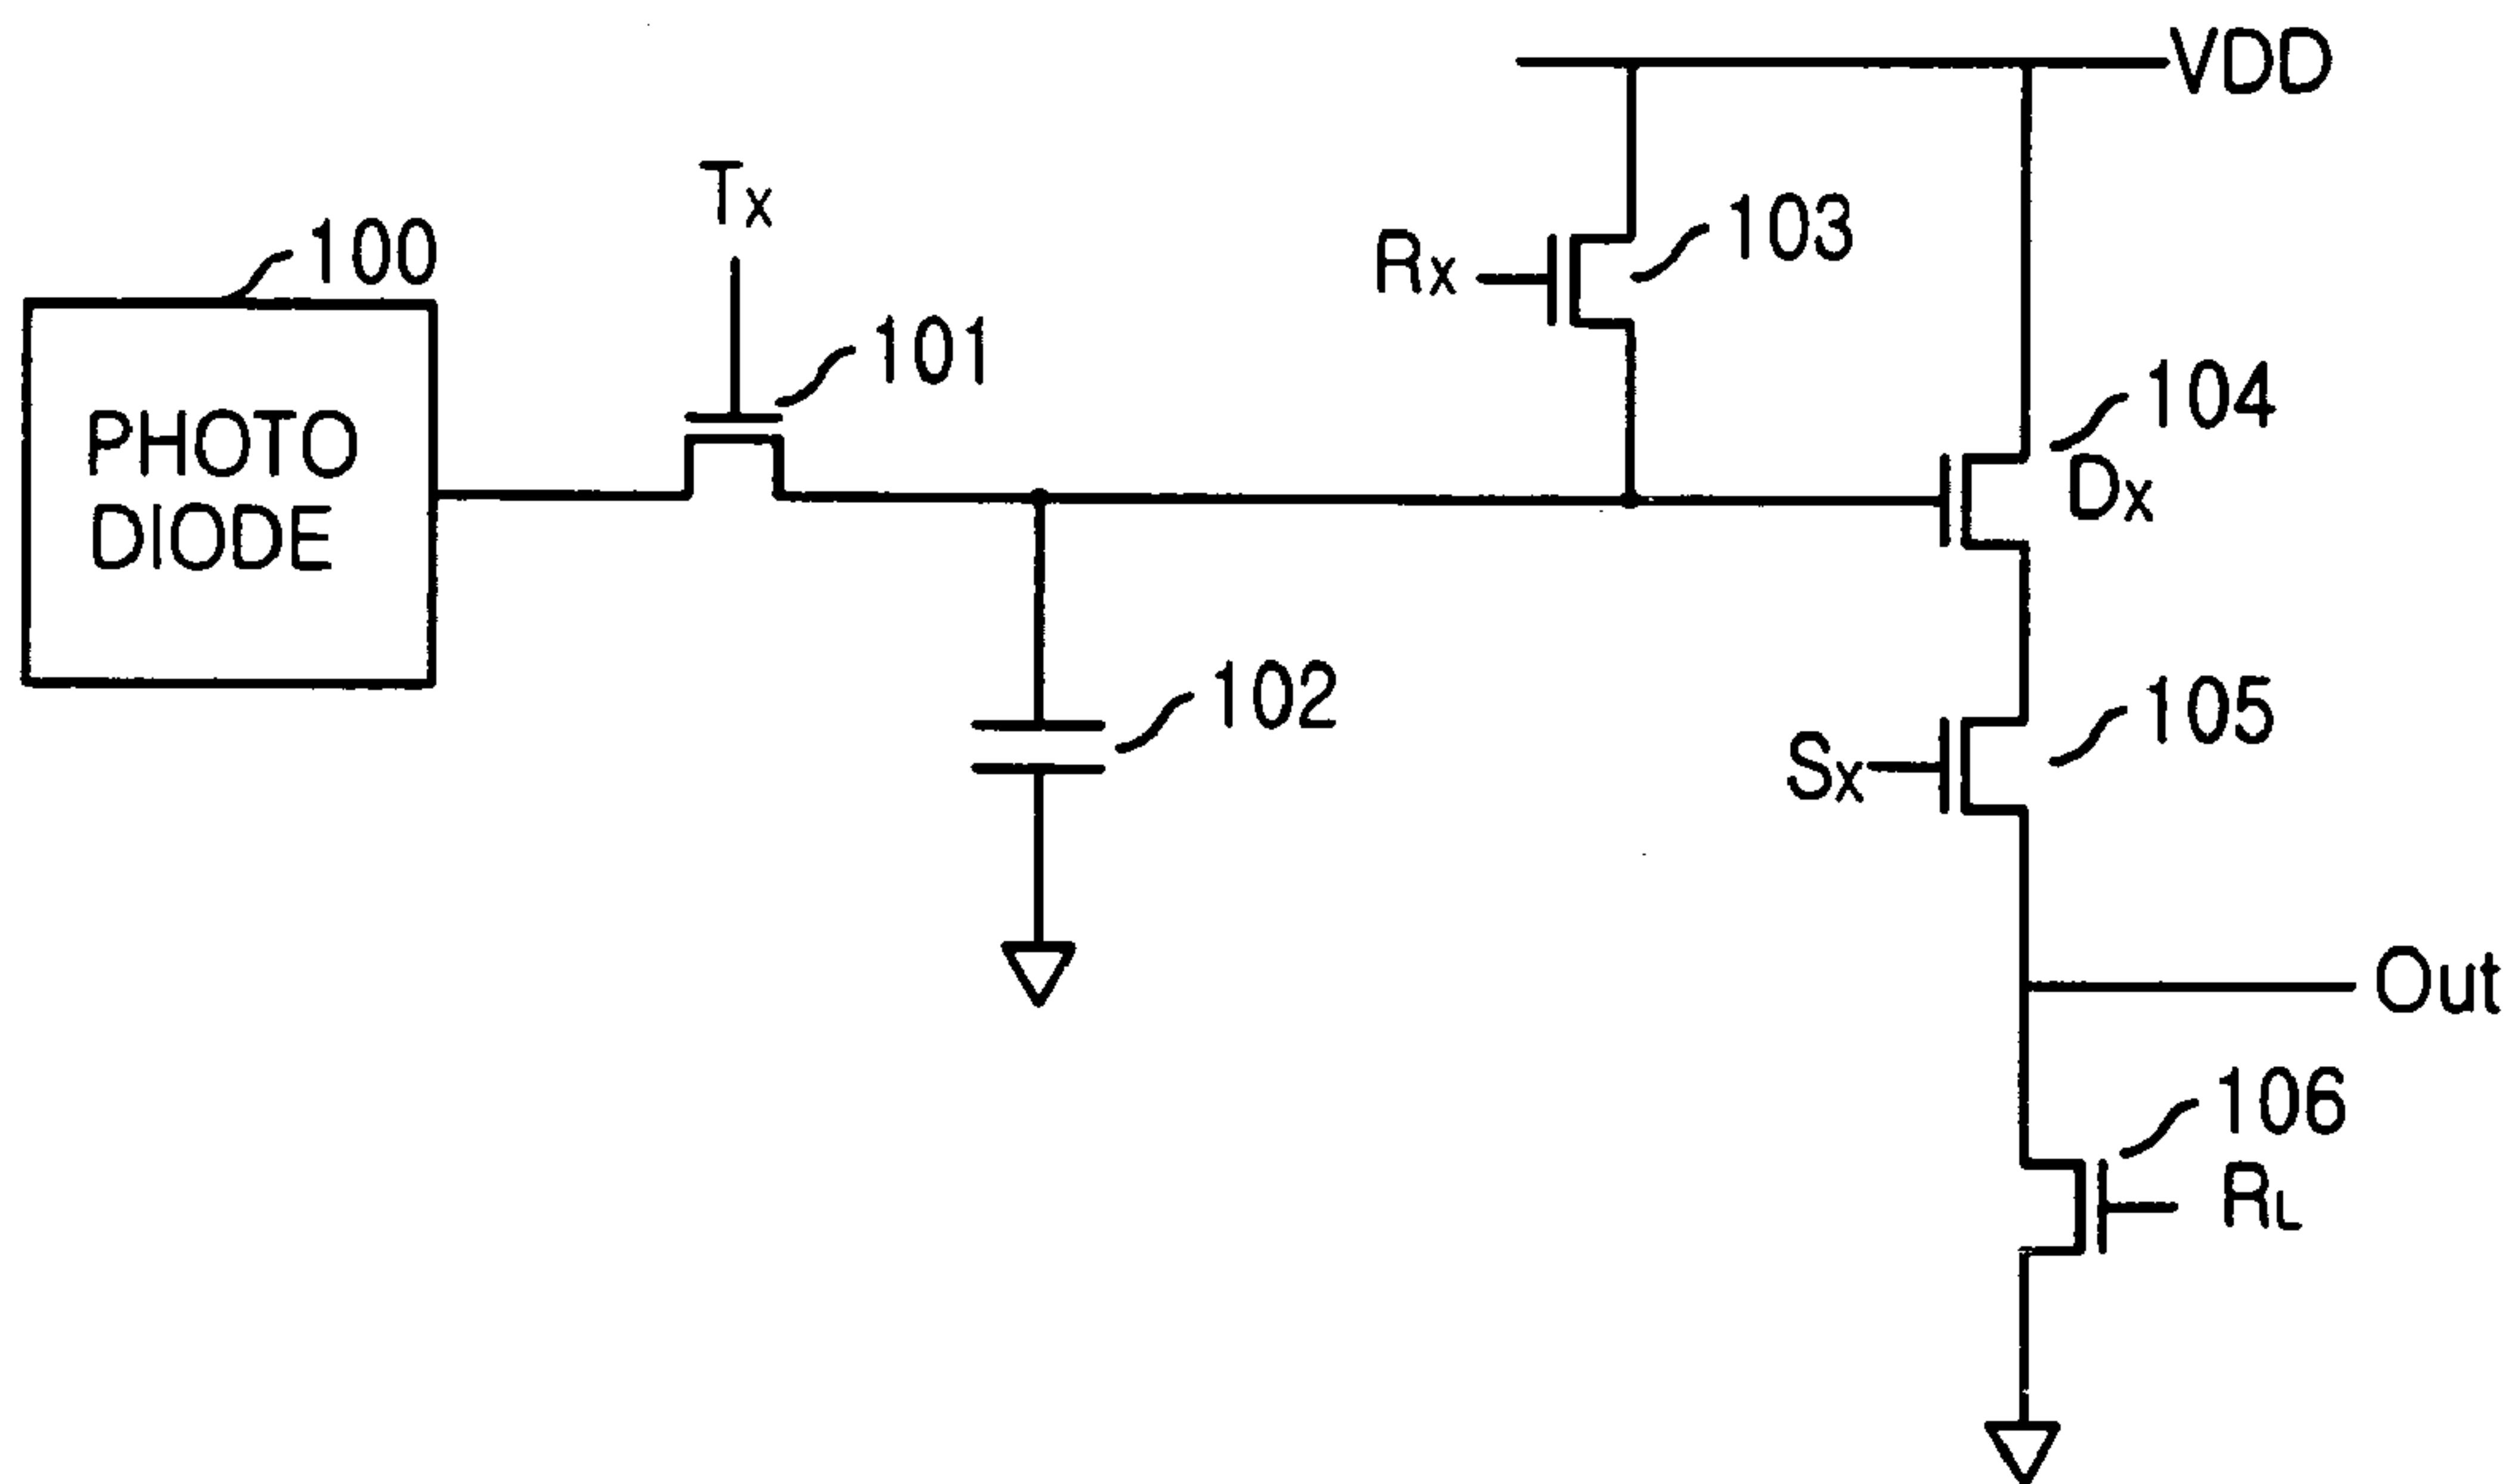 VDD
Tx
103
Rx
100
101
104
PHOTO
DIODE
Dx
102
105
Sx
Out
106
RL